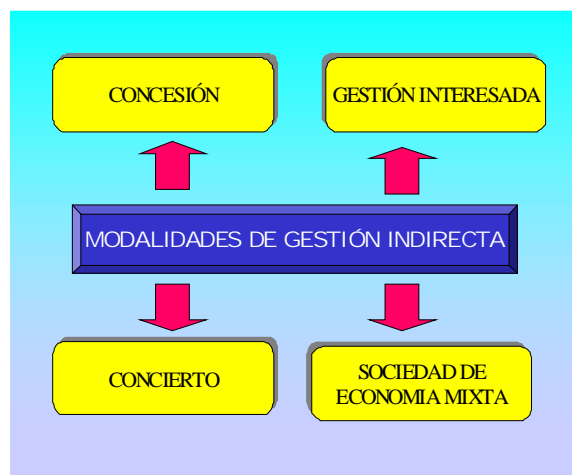 CONCESIÓN
GESTIÓN INTERESADA
MODALIDADES DE GESTIÓN INDIRECTA
CONCIERTO
SOCIEDAD DE
ECONOMIA MIXTA